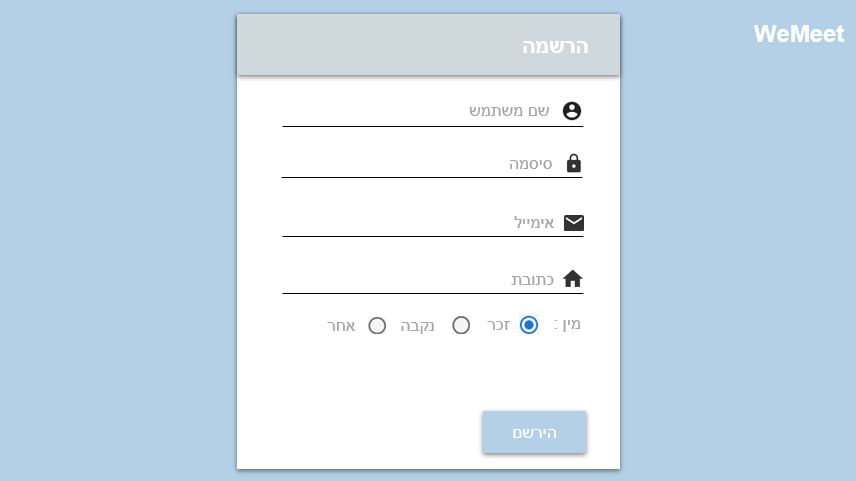 WeMeet
הרשמה
שם משתמש
סיסמה
אימייל
כתובת
מין : זכר נקבה אחר
הירשם